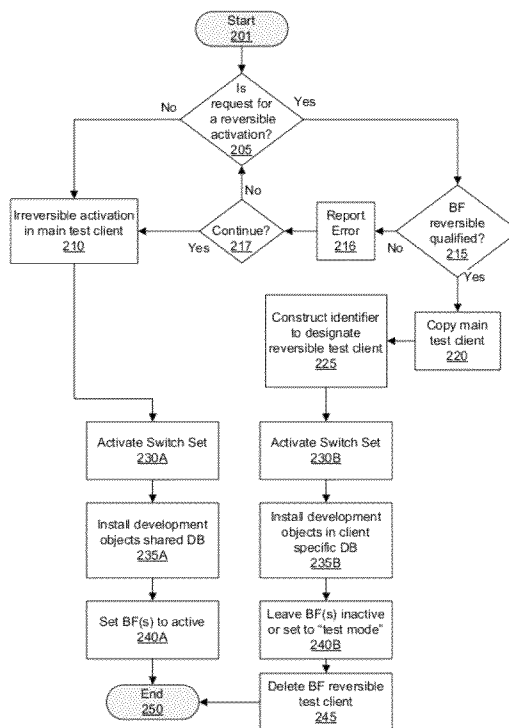 Start
201
Is
request for
a reversible
activation?
205
No
Yes
Irreversible activation
in main test client
210
No
Continue?
217
Yes
Report
Error
216
No
BF
reversible
qualified?
215
Yes
Copy main
test client
220
Construct identifier
to designate
reversible test client
225
Activate Switch Set
230A
Activate Switch Set
230B
Install development
objects shared DB
235A
Install development
objects in client
specific DB
235B
Set BF(s) to active
240A
Leave BF(s) inactive
or set to “test mode”
240B
End
250
Delete BF reversible
test client
245